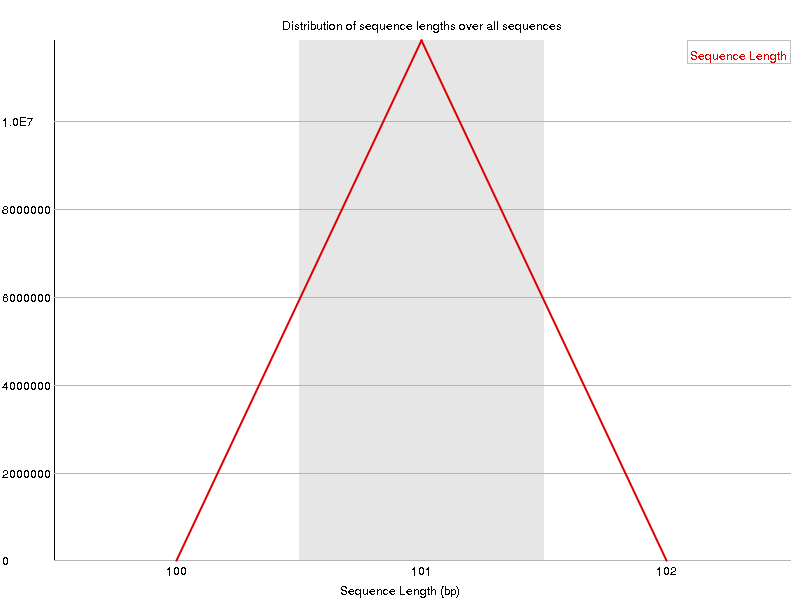 Distribution of sequence lengths over all sequences
Sequence Length
1.0E7
8000000
6000000
4000000
2000000
0
100 101 102
Sequence Length (bp)